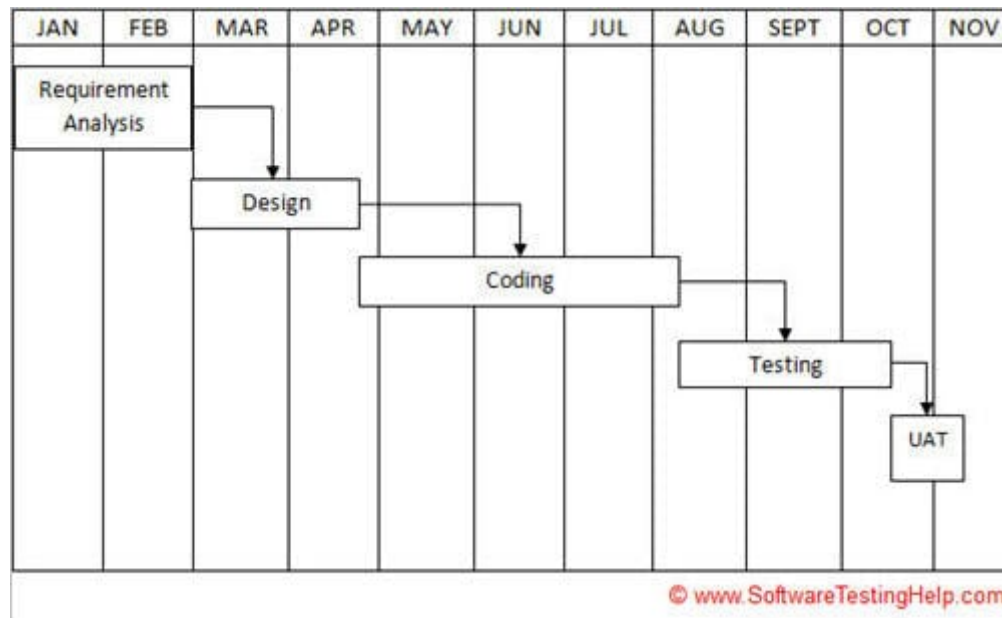 JAN FEB MAR APR MAY JUN JUL AUG SEPT OCT NOV
Requirement
Analysis
Design
Coding
Testing
UAT
© www.SoftwareTestingHelp.com